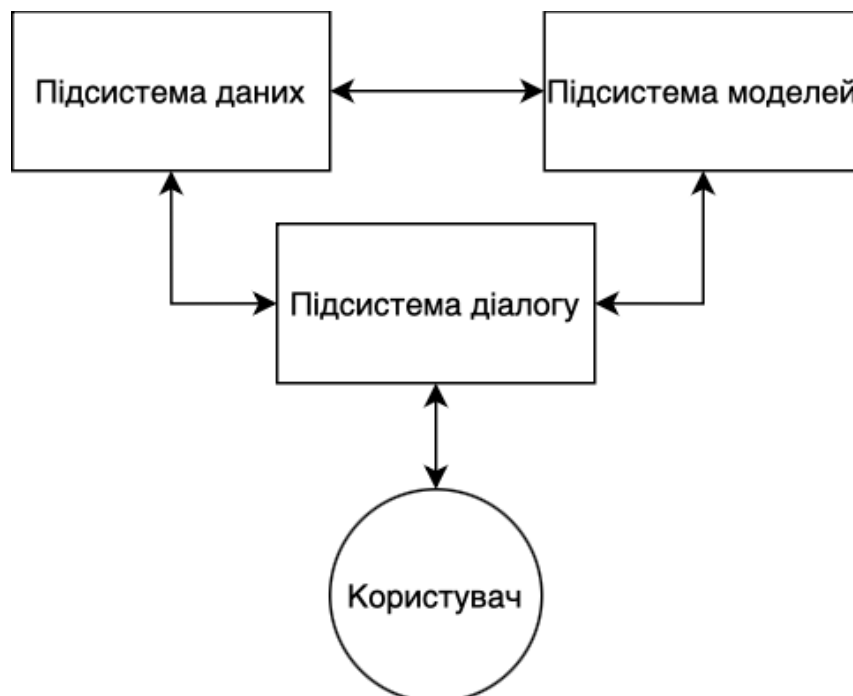 Підсистема даних
Підсистема моделей
Підсистема діалогу
Користувач